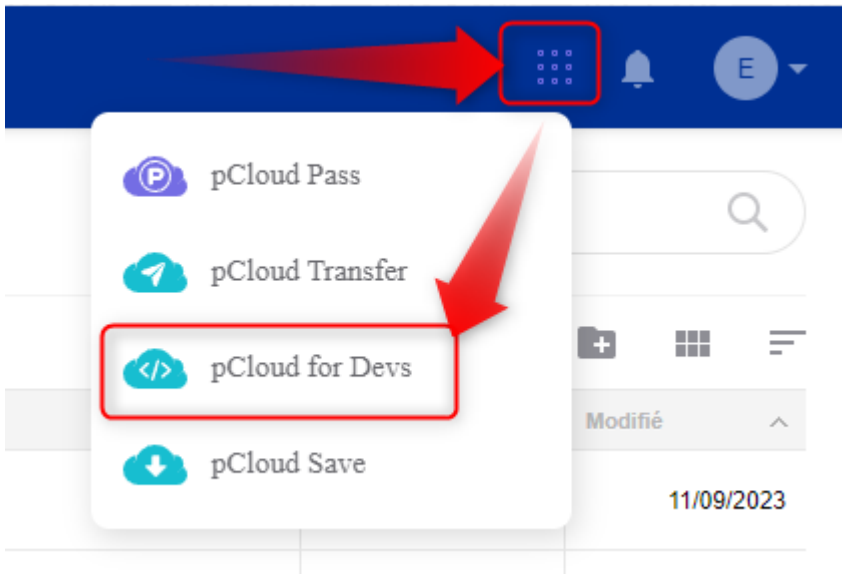 E
pCloud Pass
pCloud Transfer
pCloud for Devs
pCloud Save
Modifié
11/09/2023